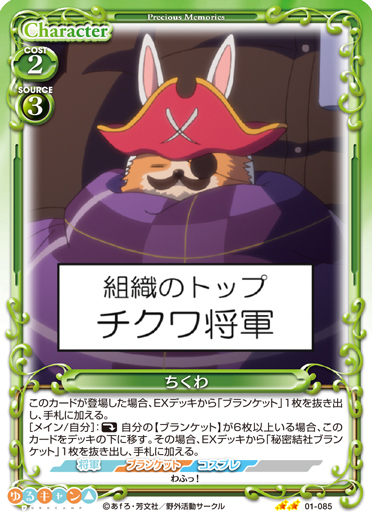 Precious Memories
Character
COST
2
SOURCE
3
組織のトップ
チクワ将軍
ちくわ
このカードが登場した場合、EXデッキから「ブランケット」1枚を抜き出
し、手札に加える。
[メイン/自分]: 自分の【ブランケット】が6枚以上いる場合、この
カードをデッキの下に移す。その場合、EXデッキから「秘密結社ブラン
ケット」1枚を抜き出し、手札に加える。
将軍 ブランケット コスプレ
わふっ!
ゆるキャン△
©あfろ・芳文社/野外活動サークル
01-085